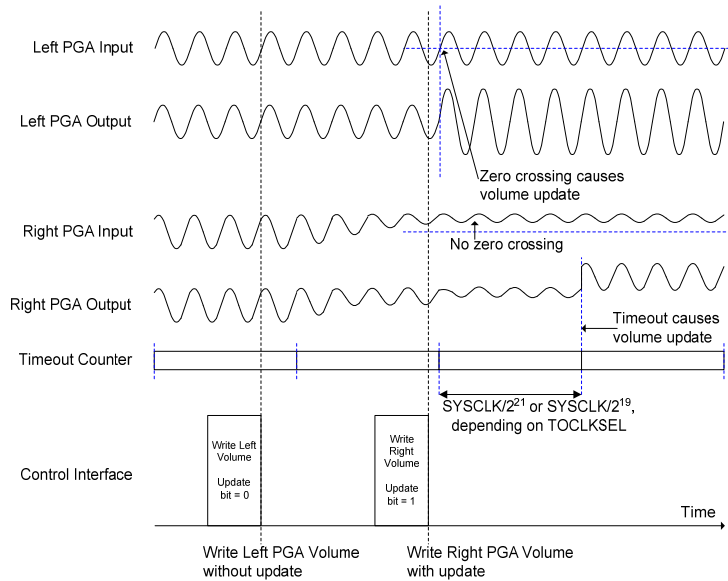 Left PGA Input
Left PGA Output
Zero crossing causes
volume update
Right PGA Input
No zero crossing
Right PGA Output
Timeout causes
volume update
Timeout Counter
SYSCLK/2^21 or SYSCLK/2^19,
depending on TOCLKSEL
Control Interface
Write Left
Volume
Update
bit = 0
Write
Right
Volume
Update
bit = 1
Time
Write Left PGA Volume
without update
Write Right PGA Volume
with update